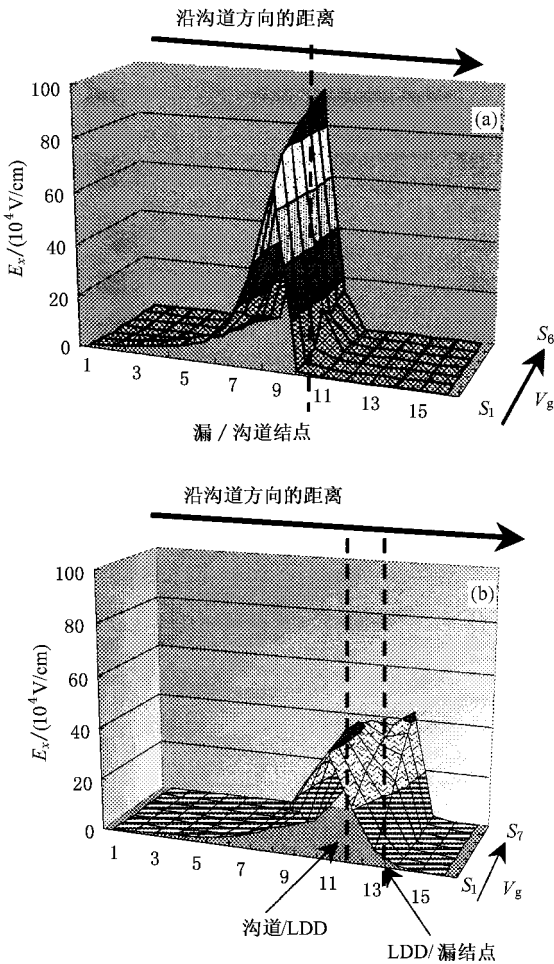 沿沟道方向的距离
(a)
100
80
60
40
20
0
Eₓ/(10⁴V/cm)
1 3 5 7 9 11 13 15
S₁
S₆
V_g
漏/沟道结点
沿沟道方向的距离
(b)
100
80
60
40
20
0
Eₓ/(10⁴V/cm)
1 3 5 7 9 11 13 15
S₁
S₇
V_g
沟道/LDD
LDD/漏结点